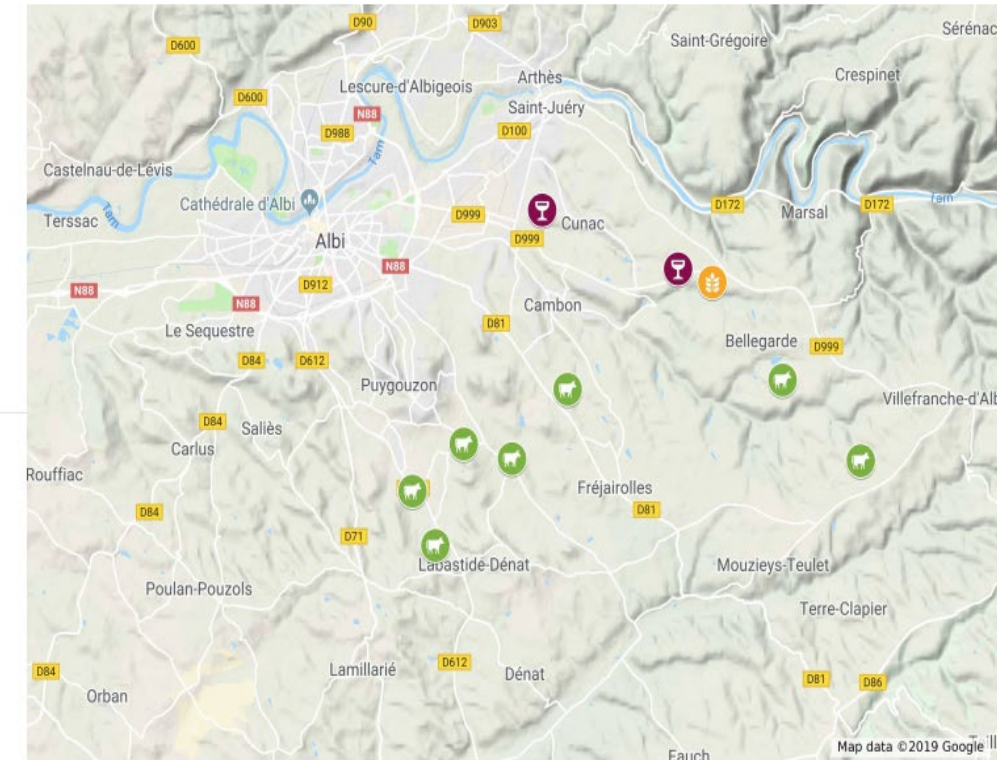 D90
D903
D600
Saint-Grégoire
Sérénac
Arthès
Crespinet
Lescure-d'Albigeois
D600
Saint-Juéry
N88
D988
D100
Tarn
Castelnau-de-Lévis
Cathédrale d'Albi
D172
D172
Tarn
Terssac
Tarn
D999
Marsal
Cunac
Albi
D999
N88
D912
N88
N88
Cambon
Le Sequestre
D81
Bellegarde
D999
D84
D612
Puygouzon
Villefranche-d'Alb
D84
Saliès
Carlus
Rouffiac
Fréjairolles
D84
D81
D71
Labastide-Dénat
Mouzieys-Teulet
Poulan-Pouzols
Terre-Clapier
D84
Lamillarié
D612
Dénat
D81
D86
Orban
Fauch
Map data ©2019 Google